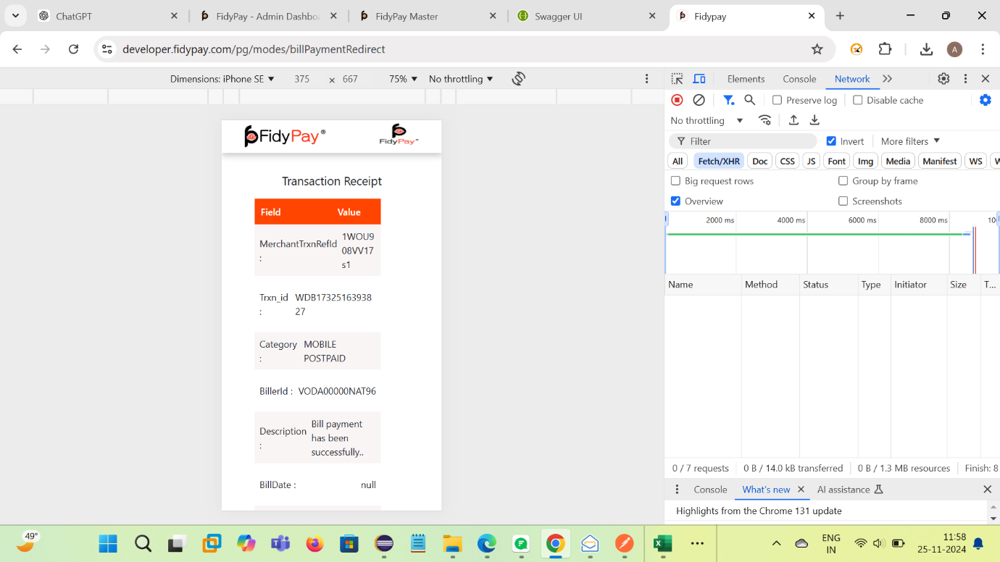 ChatGPT
FidyPay - Admin Dashbo
FidyPay Master
Swagger UI
Fidypay
developer.fidypay.com/pg/modes/billPaymentRedirect
A
Dimensions: iPhone SE ▼ 375 × 667 75% ▼ No throttling ▼
Elements Console Network
Preserve log Disable cache
No throttling ▼
Filter Invert More filters ▼
All Fetch/XHR Doc CSS JS Font Img Media Manifest WS
Big request rows Group by frame
Overview Screenshots
2000 ms 4000 ms 6000 ms 8000 ms 10
Name Method Status Type Initiator Size T...
0 / 7 requests 0 B / 14.0 kB transferred 0 B / 1.3 MB resources Finish: 8
Console What's new AI assistance
Highlights from the Chrome 131 update
FidyPay ®
FidyPay™
Transaction Receipt
Field Value
MerchantTrxnRefId : 1WOU9
08VV17
s1
Trxn_id : WDB17325163938
27
Category : MOBILE
POSTPAID
BillerId : VODA00000NAT96
Description : Bill payment
has been
successfully..
BillDate : null
49°
ENG
IN
11:58
25-11-2024